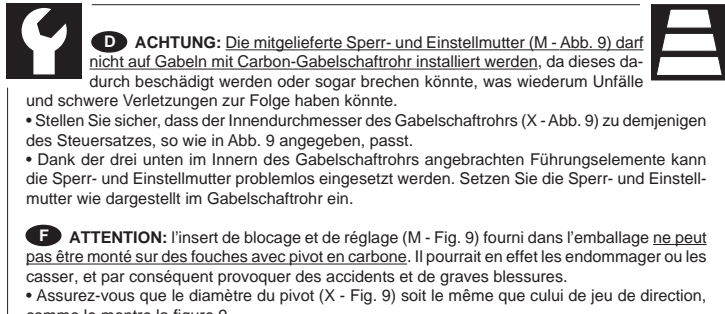 D ACHTUNG: Die mitgelieferte Sperr- und Einstellmutter (M - Abb. 9) darf
nicht auf Gabeln mit Carbon-Gabelschaftrohr installiert werden, da dieses da-
durch beschädigt werden oder sogar brechen könnte, was wiederum Unfälle
und schwere Verletzungen zur Folge haben könnte.
• Stellen Sie sicher, dass der Innendurchmesser des Gabelschaftrohrs (X - Abb. 9) zu demjenigen
des Steuersatzes, so wie in Abb. 9 angegeben, passt.
• Dank der drei unten im Innern des Gabelschaftrohrs angebrachten Führungselemente kann
die Sperr- und Einstellmutter problemlos eingesetzt werden. Setzen Sie die Sperr- und Einstell-
mutter wie dargestellt im Gabelschaftrohr ein.
F ATTENTION: l'insert de blocage et de réglage (M - Fig. 9) fourni dans l'emballage ne peut
pas être monté sur des fouches avec pivot en carbone. Il pourrait en effet les endommager ou les
casser, et par conséquent provoquer des accidents et de graves blessures.
• Assurez-vous que le diamètre du pivot (X - Fig. 9) soit le même que cului de jeu de direction,
comme le montre la figure 9